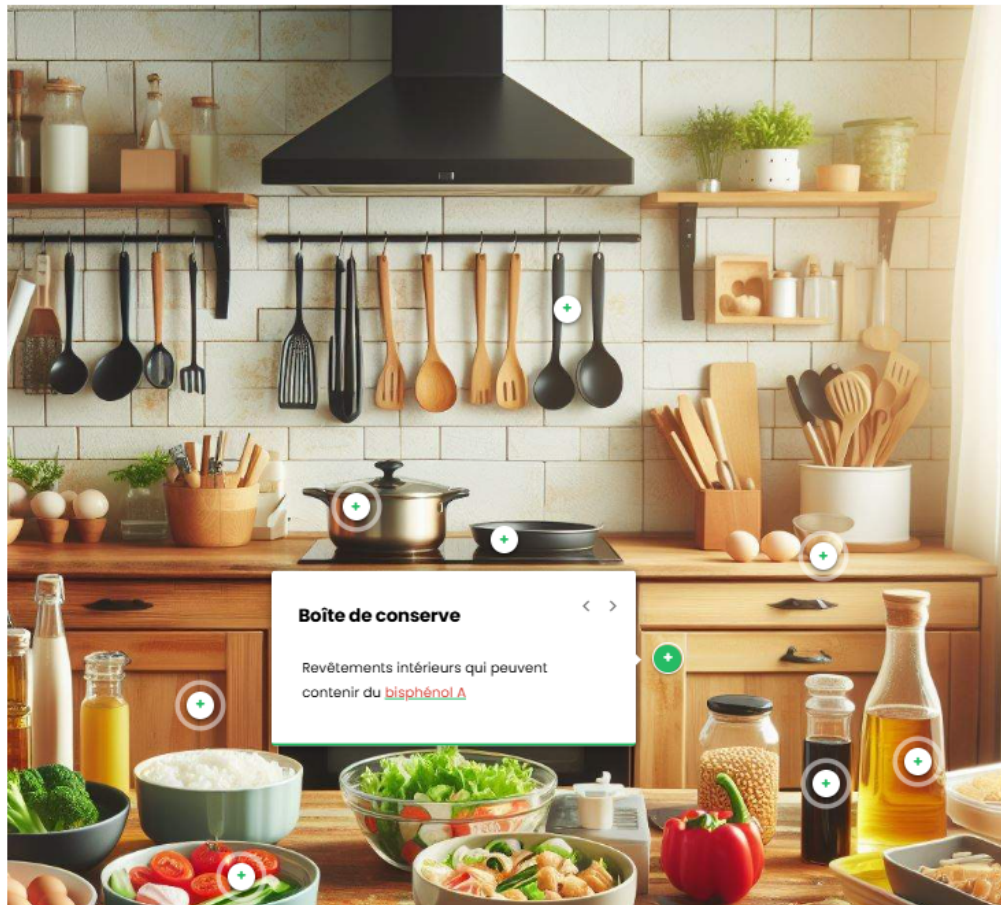 Boîte de conserve
Revêtements intérieurs qui peuvent
contenir du bisphénol A